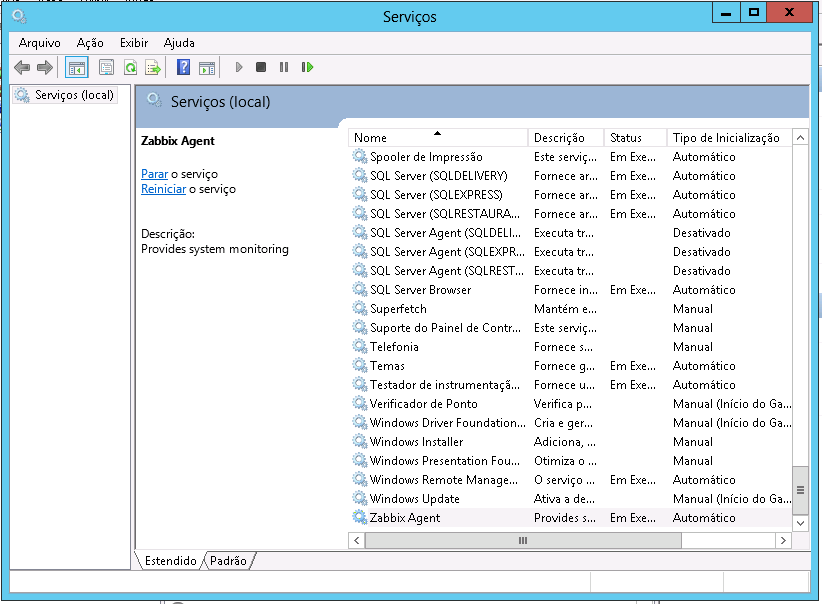 Serviços
Arquivo Ação Exibir Ajuda
Serviços (local)
Serviços (local)
Zabbix Agent
Parar o serviço
Reiniciar o serviço
Descrição:
Provides system monitoring
Nome Descrição Status Tipo de Inicialização
Spooler de Impressão Este serviç... Em Exe... Automático
SQL Server (SQLDELIVERY) Fornece ar... Em Exe... Automático
SQL Server (SQLEXPRESS) Fornece ar... Em Exe... Automático
SQL Server (SQLRESTAURA... Fornece ar... Em Exe... Automático
SQL Server Agent (SQLDELI... Executa tr... Desativado
SQL Server Agent (SQLEXPR... Executa tr... Desativado
SQL Server Agent (SQLREST... Executa tr... Desativado
SQL Server Browser Fornece in... Em Exe... Automático
Superfetch Mantém e... Manual
Suporte do Painel de Contr... Este serviç... Manual
Telefonia Fornece s... Manual
Temas Fornece g... Em Exe... Automático
Testador de instrumentaçã... Fornece u... Em Exe... Automático
Verificador de Ponto Verifica p... Manual (Início do Ga...
Windows Driver Foundation... Cria e ger... Manual (Início do Ga...
Windows Installer Adiciona, ... Manual
Windows Presentation Fou... Otimiza o ... Manual
Windows Remote Manage... O serviço ... Em Exe... Automático
Windows Update Ativa a de... Manual (Início do Ga...
Zabbix Agent Provides s... Em Exe... Automático
Estendido Padrão